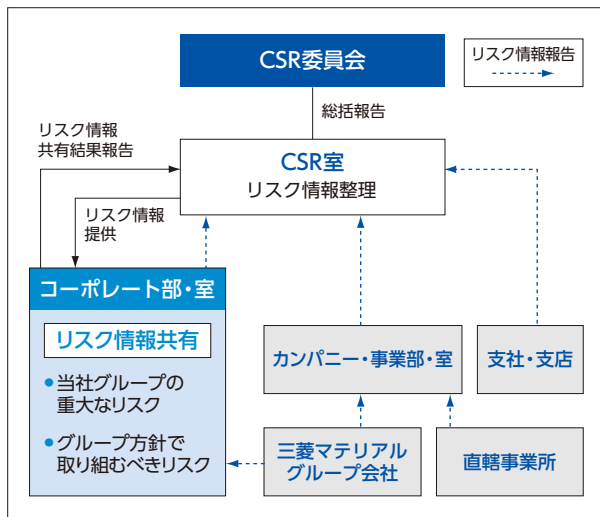 CSR委員会
リスク情報報告
総括報告
リスク情報
共有結果報告
CSR室
リスク情報整理
リスク情報
提供
コーポレート部・室
リスク情報共有
●当社グループの
重大なリスク
●グループ方針で
取り組むべきリスク
カンパニー・事業部・室
支社・支店
三菱マテリアル
グループ会社
直轄事業所